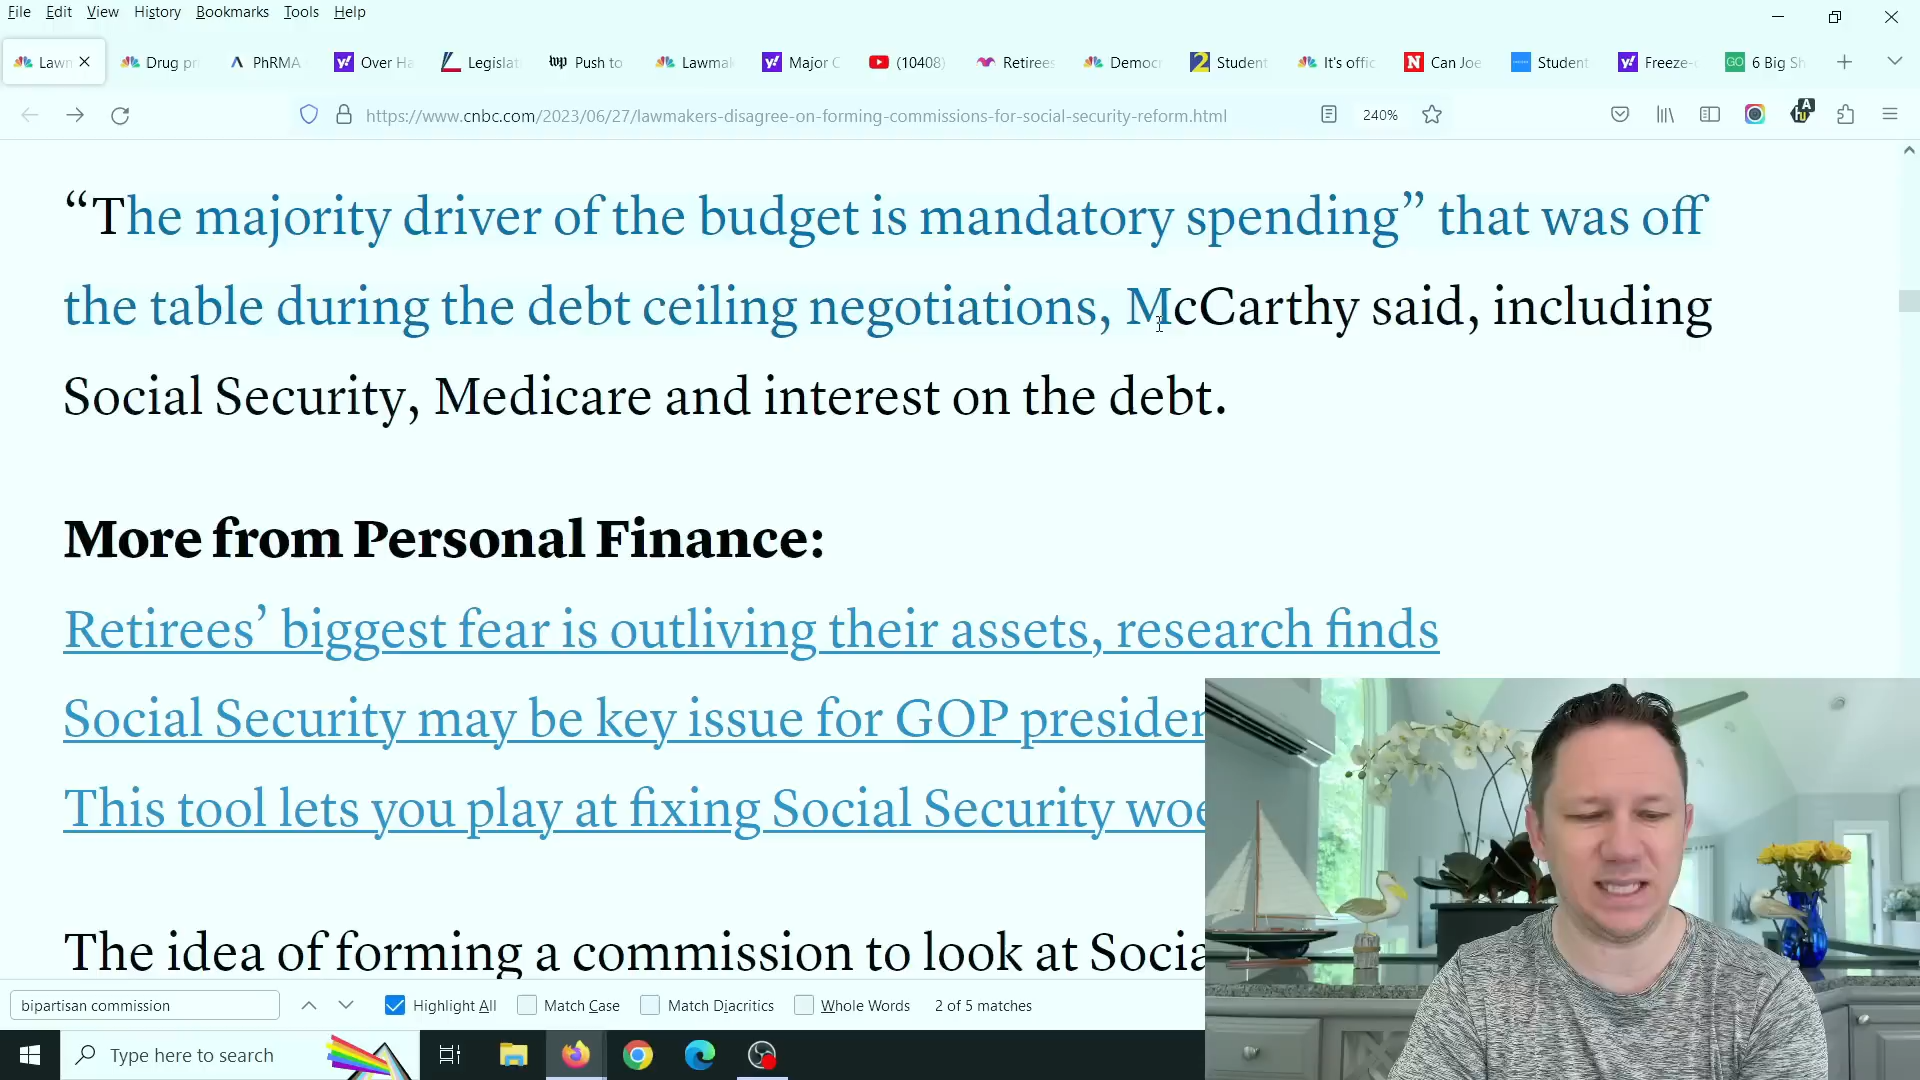 File Edit View History Bookmarks Tools Help
Lawn Drug pri PhRMA Over Ha Legislat Push to Lawmak Major C (10408) Retirees Democr Student It's offic Can Joe Student Freeze-c 6 Big Sh
https://www.cnbc.com/2023/06/27/lawmakers-disagree-on-forming-commissions-for-social-security-reform.html 240%
“The majority driver of the budget is mandatory spending” that was off
the table during the debt ceiling negotiations, McCarthy said, including
Social Security, Medicare and interest on the debt.
More from Personal Finance:
Retirees’ biggest fear is outliving their assets, research finds
Social Security may be key issue for GOP presiden
This tool lets you play at fixing Social Security woe
The idea of forming a commission to look at Socia
bipartisan commission Highlight All Match Case Match Diacritics Whole Words 2 of 5 matches
Type here to search